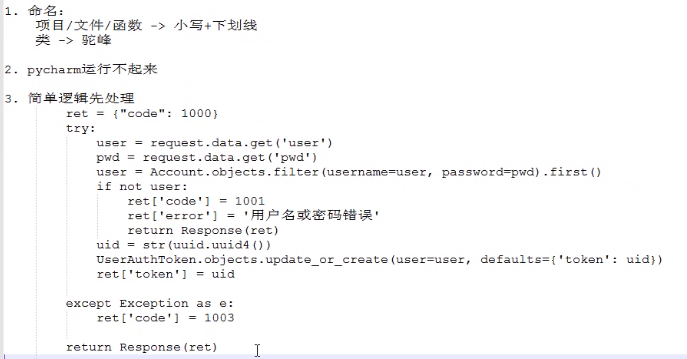 1. 命名:
项目/文件/函数 -> 小写+下划线
类 -> 驼峰
2. pycharm运行不起来
3. 简单逻辑先处理
ret = {"code": 1000}
try:
user = request.data.get('user')
pwd = request.data.get('pwd')
user = Account.objects.filter(username=user, password=pwd).first()
if not user:
ret['code'] = 1001
ret['error'] = '用户名或密码错误'
return Response(ret)
uid = str(uuid.uuid4())
UserAuthToken.objects.update_or_create(user=user, defaults={'token': uid})
ret['token'] = uid
except Exception as e:
ret['code'] = 1003
return Response(ret)